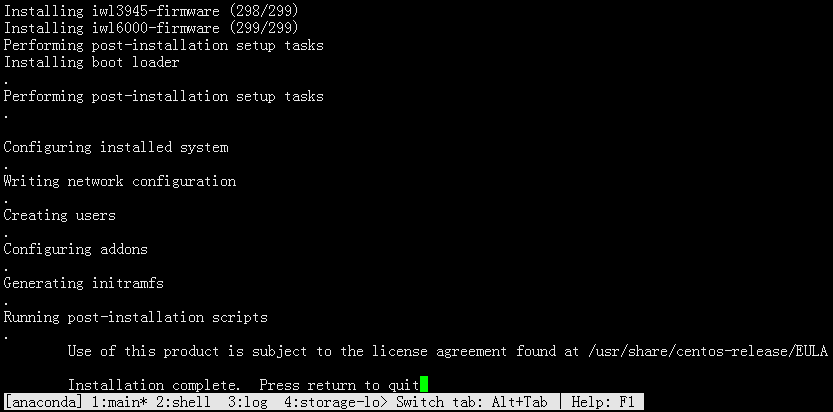 Installing iwl3945-firmware (298/299)
Installing iwl6000-firmware (299/299)
Performing post-installation setup tasks
Installing boot loader
.
Performing post-installation setup tasks
.
Configuring installed system
.
Writing network configuration
.
Creating users
.
Configuring addons
.
Generating initramfs
.
Running post-installation scripts
.
Use of this product is subject to the license agreement found at /usr/share/centos-release/EULA
Installation complete.  Press return to quit
[anaconda] 1:main* 2:shell  3:log  4:storage-lo> Switch tab: Alt+Tab | Help: F1